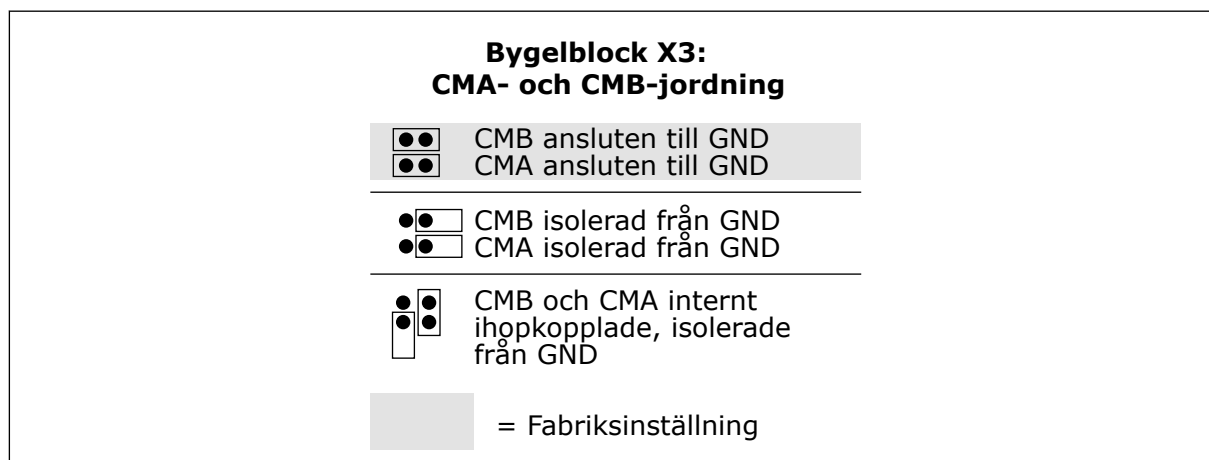 Bygelblock X3:
CMA- och CMB-jordning
CMB ansluten till GND
CMA ansluten till GND
CMB isolerad från GND
CMA isolerad från GND
CMB och CMA internt
ihopkopplade, isolerade
från GND
= Fabriksinställning